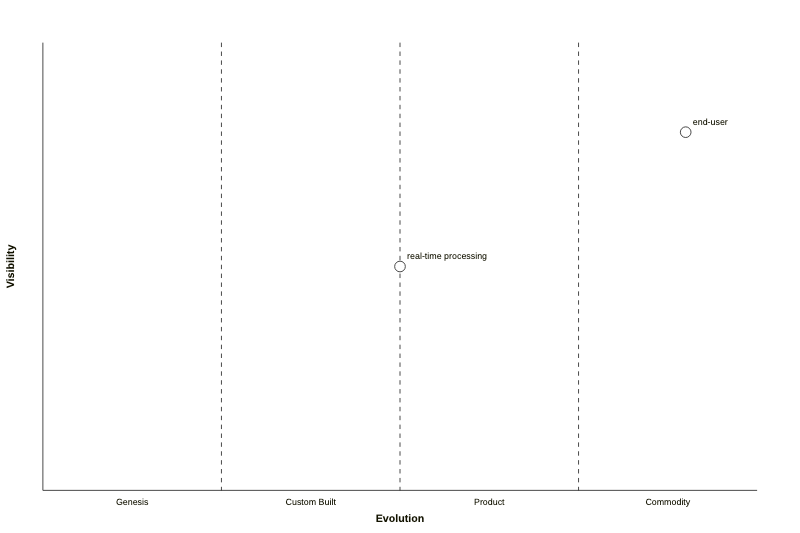 end-user
real-time processing
Visibility
Genesis
Custom Built
Product
Commodity
Evolution